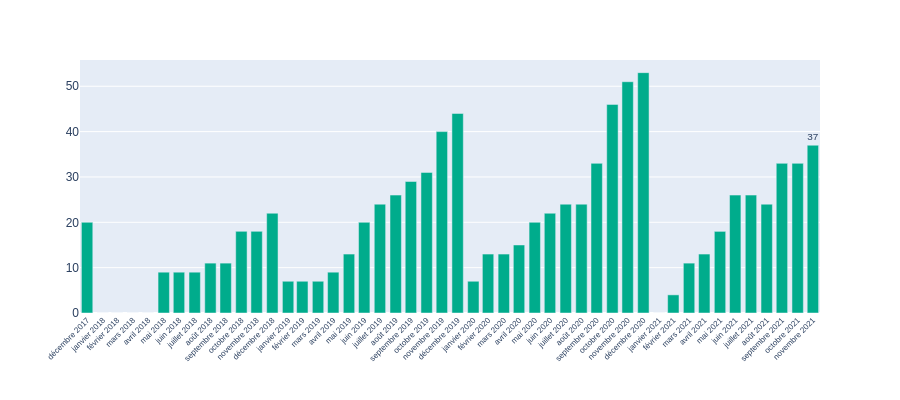 50
40
30
20
10
0
37
décembre 2017
janvier 2018
février 2018
mars 2018
avril 2018
mai 2018
juin 2018
juillet 2018
août 2018
septembre 2018
octobre 2018
novembre 2018
décembre 2018
janvier 2019
février 2019
mars 2019
avril 2019
mai 2019
juin 2019
juillet 2019
août 2019
septembre 2019
octobre 2019
novembre 2019
décembre 2019
janvier 2020
février 2020
mars 2020
avril 2020
mai 2020
juin 2020
juillet 2020
août 2020
septembre 2020
octobre 2020
novembre 2020
décembre 2020
janvier 2021
février 2021
mars 2021
avril 2021
mai 2021
juin 2021
juillet 2021
août 2021
septembre 2021
octobre 2021
novembre 2021